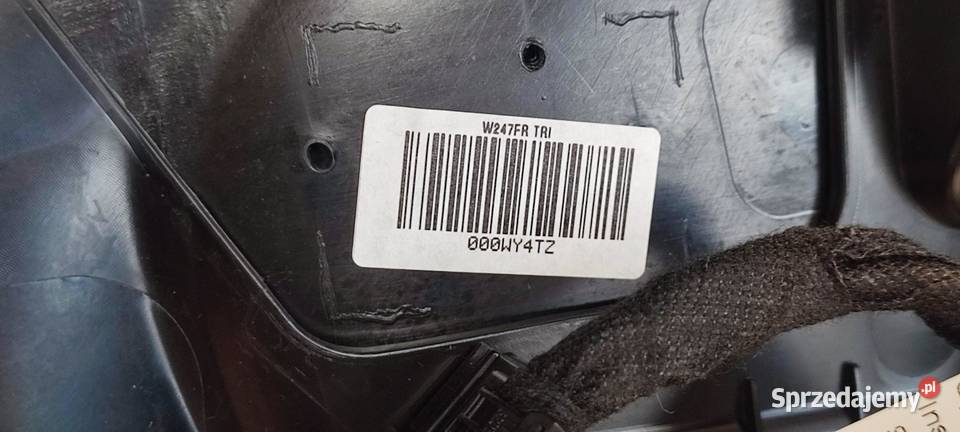 W247FR TRI
000WY4TZ
Sprzedajemy.pl